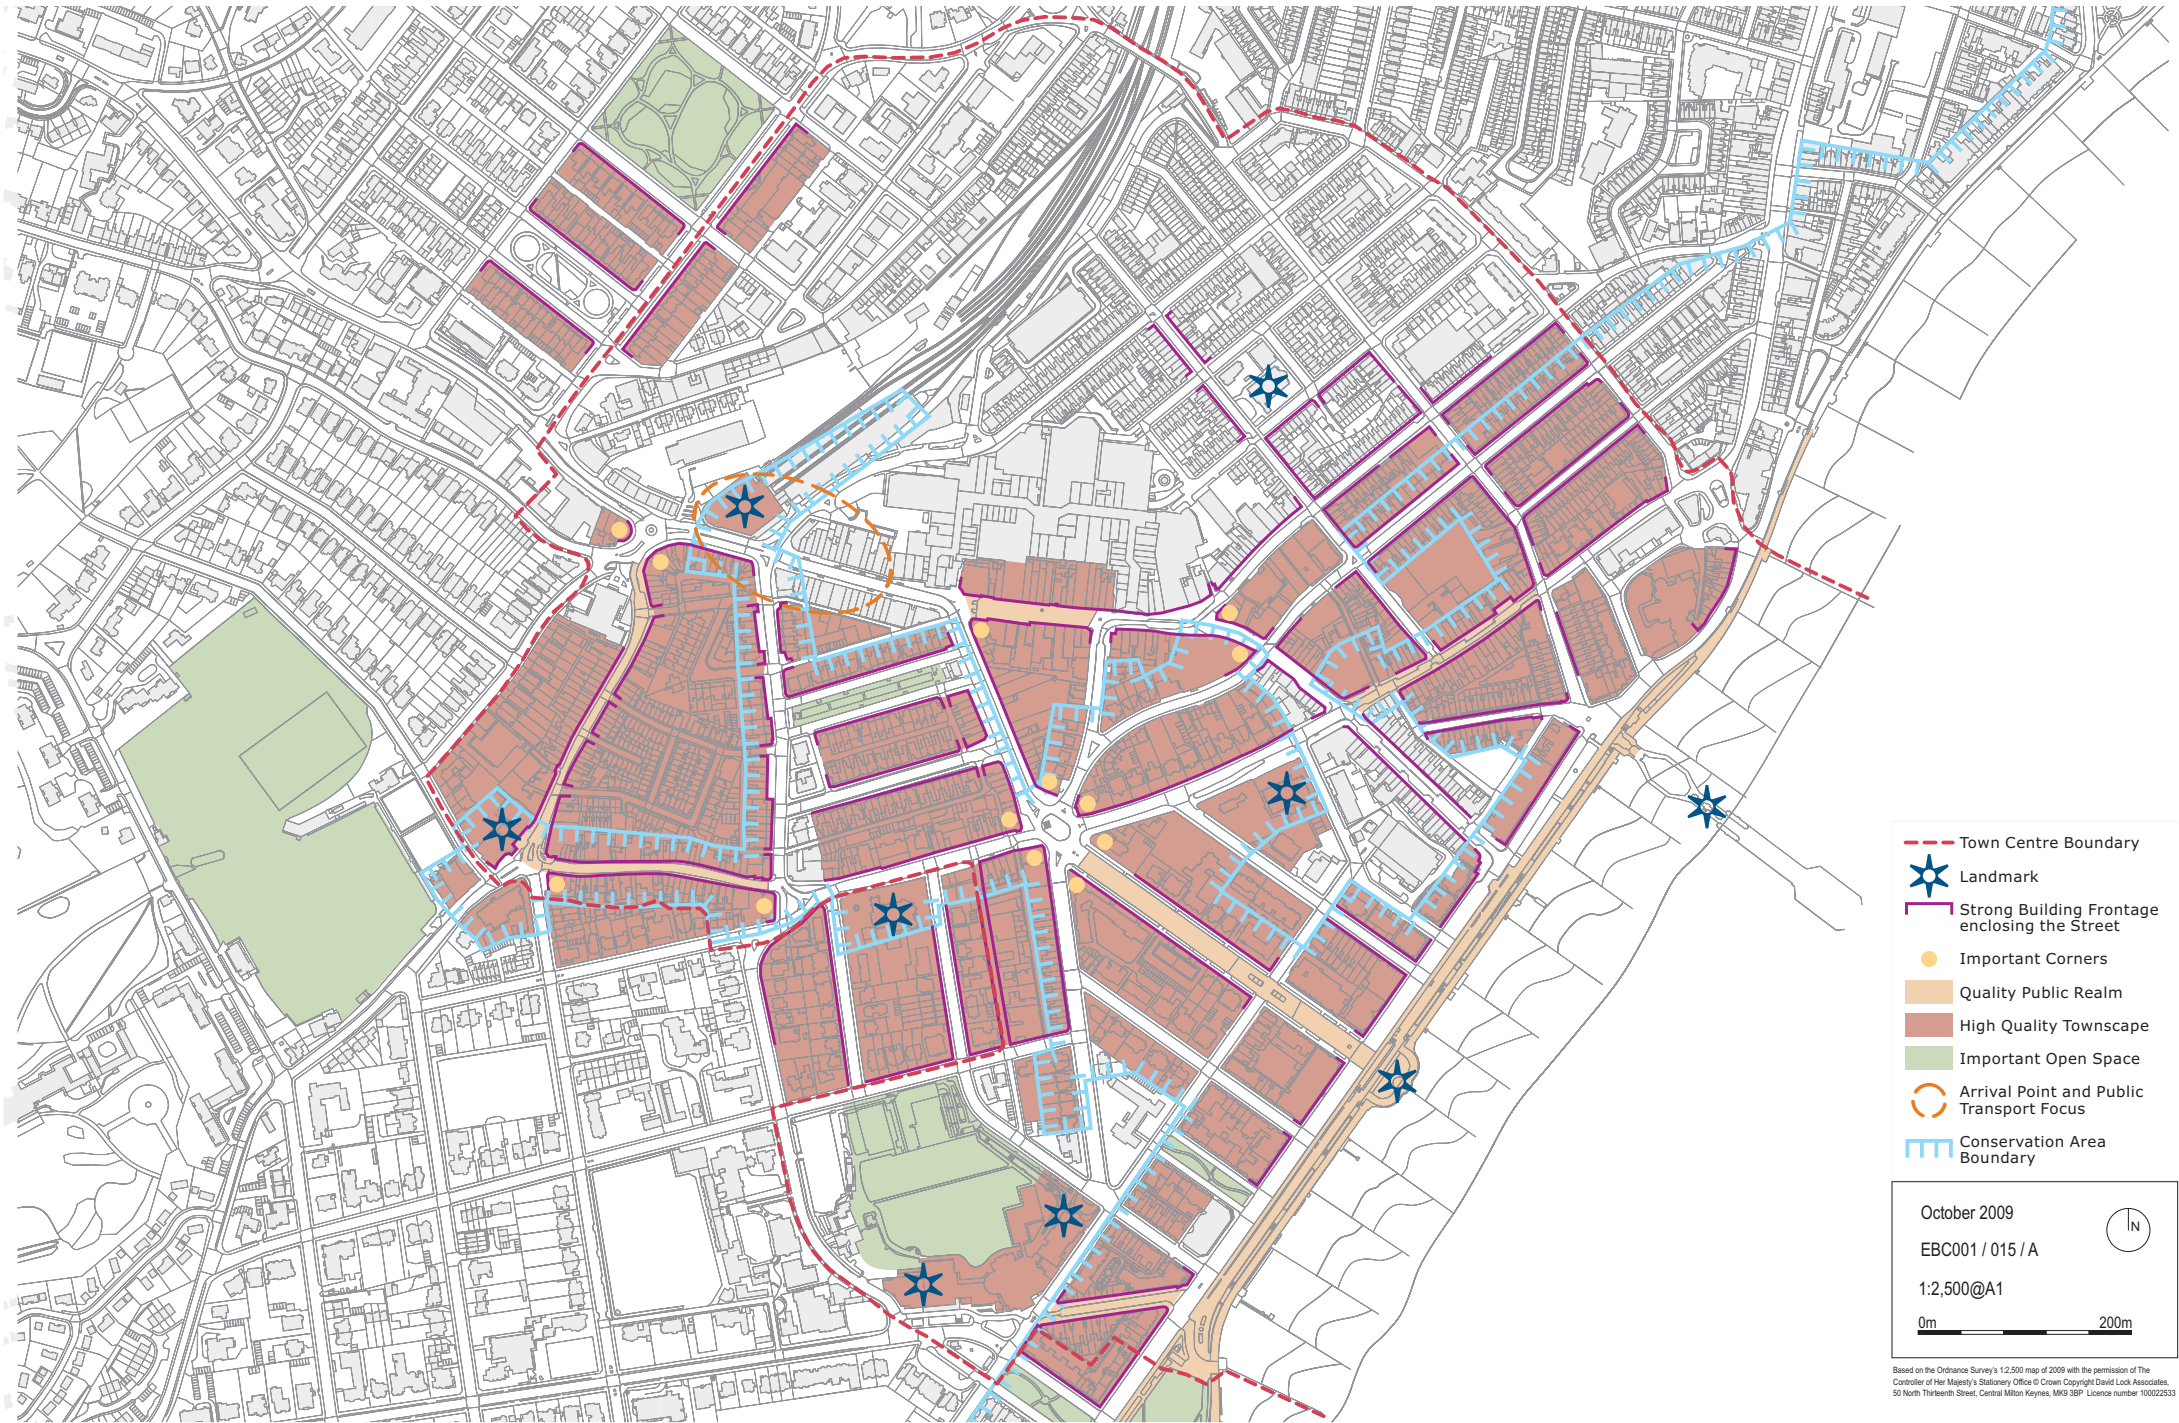 Town Centre Boundary
Landmark
Strong Building Frontage
enclosing the Street
Important Corners
Quality Public Realm
High Quality Townscape
Important Open Space
Arrival Point and Public
Transport Focus
Conservation Area
Boundary
October 2009
N
EBC001 / 015 / A
1:2,500@A1
0m 200m
Based on the Ordnance Survey's 1:2,500 map of 2009 with the permission of The
Controller of Her Majesty's Stationery Office © Crown Copyright David Lock Associates,
50 North Thirteenth Street, Central Milton Keynes, MK9 3BP Licence number 100022533